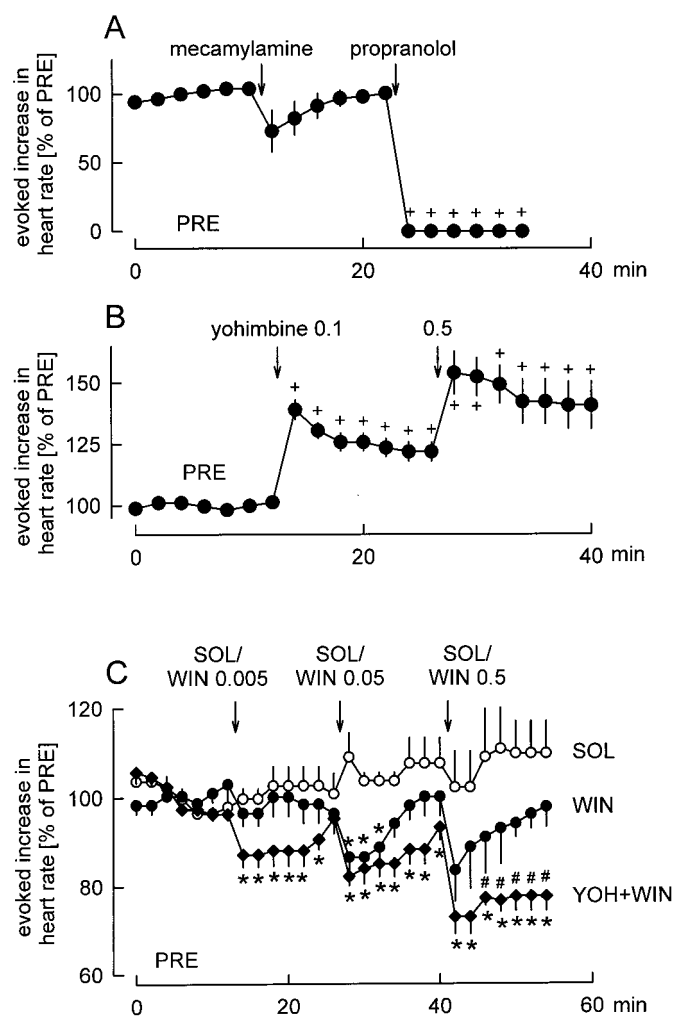 A
mecamylamine propranolol
evoked increase in
heart rate [% of PRE]
100
50
0
PRE
+ + + + + +
0 20 40 min
B
yohimbine 0.1 0.5
evoked increase in
heart rate [% of PRE]
150
125
100
PRE
+ + + + + + +
+ + + + +
+ +
0 20 40 min
C
SOL/ SOL/ SOL/
WIN 0.005 WIN 0.05 WIN 0.5
evoked increase in
heart rate [% of PRE]
120
100
80
60
SOL
WIN
YOH+WIN
* * *
# # # # #
* * * * * *
* * * * * * *
* * * * * * *
PRE
0 20 40 60 min